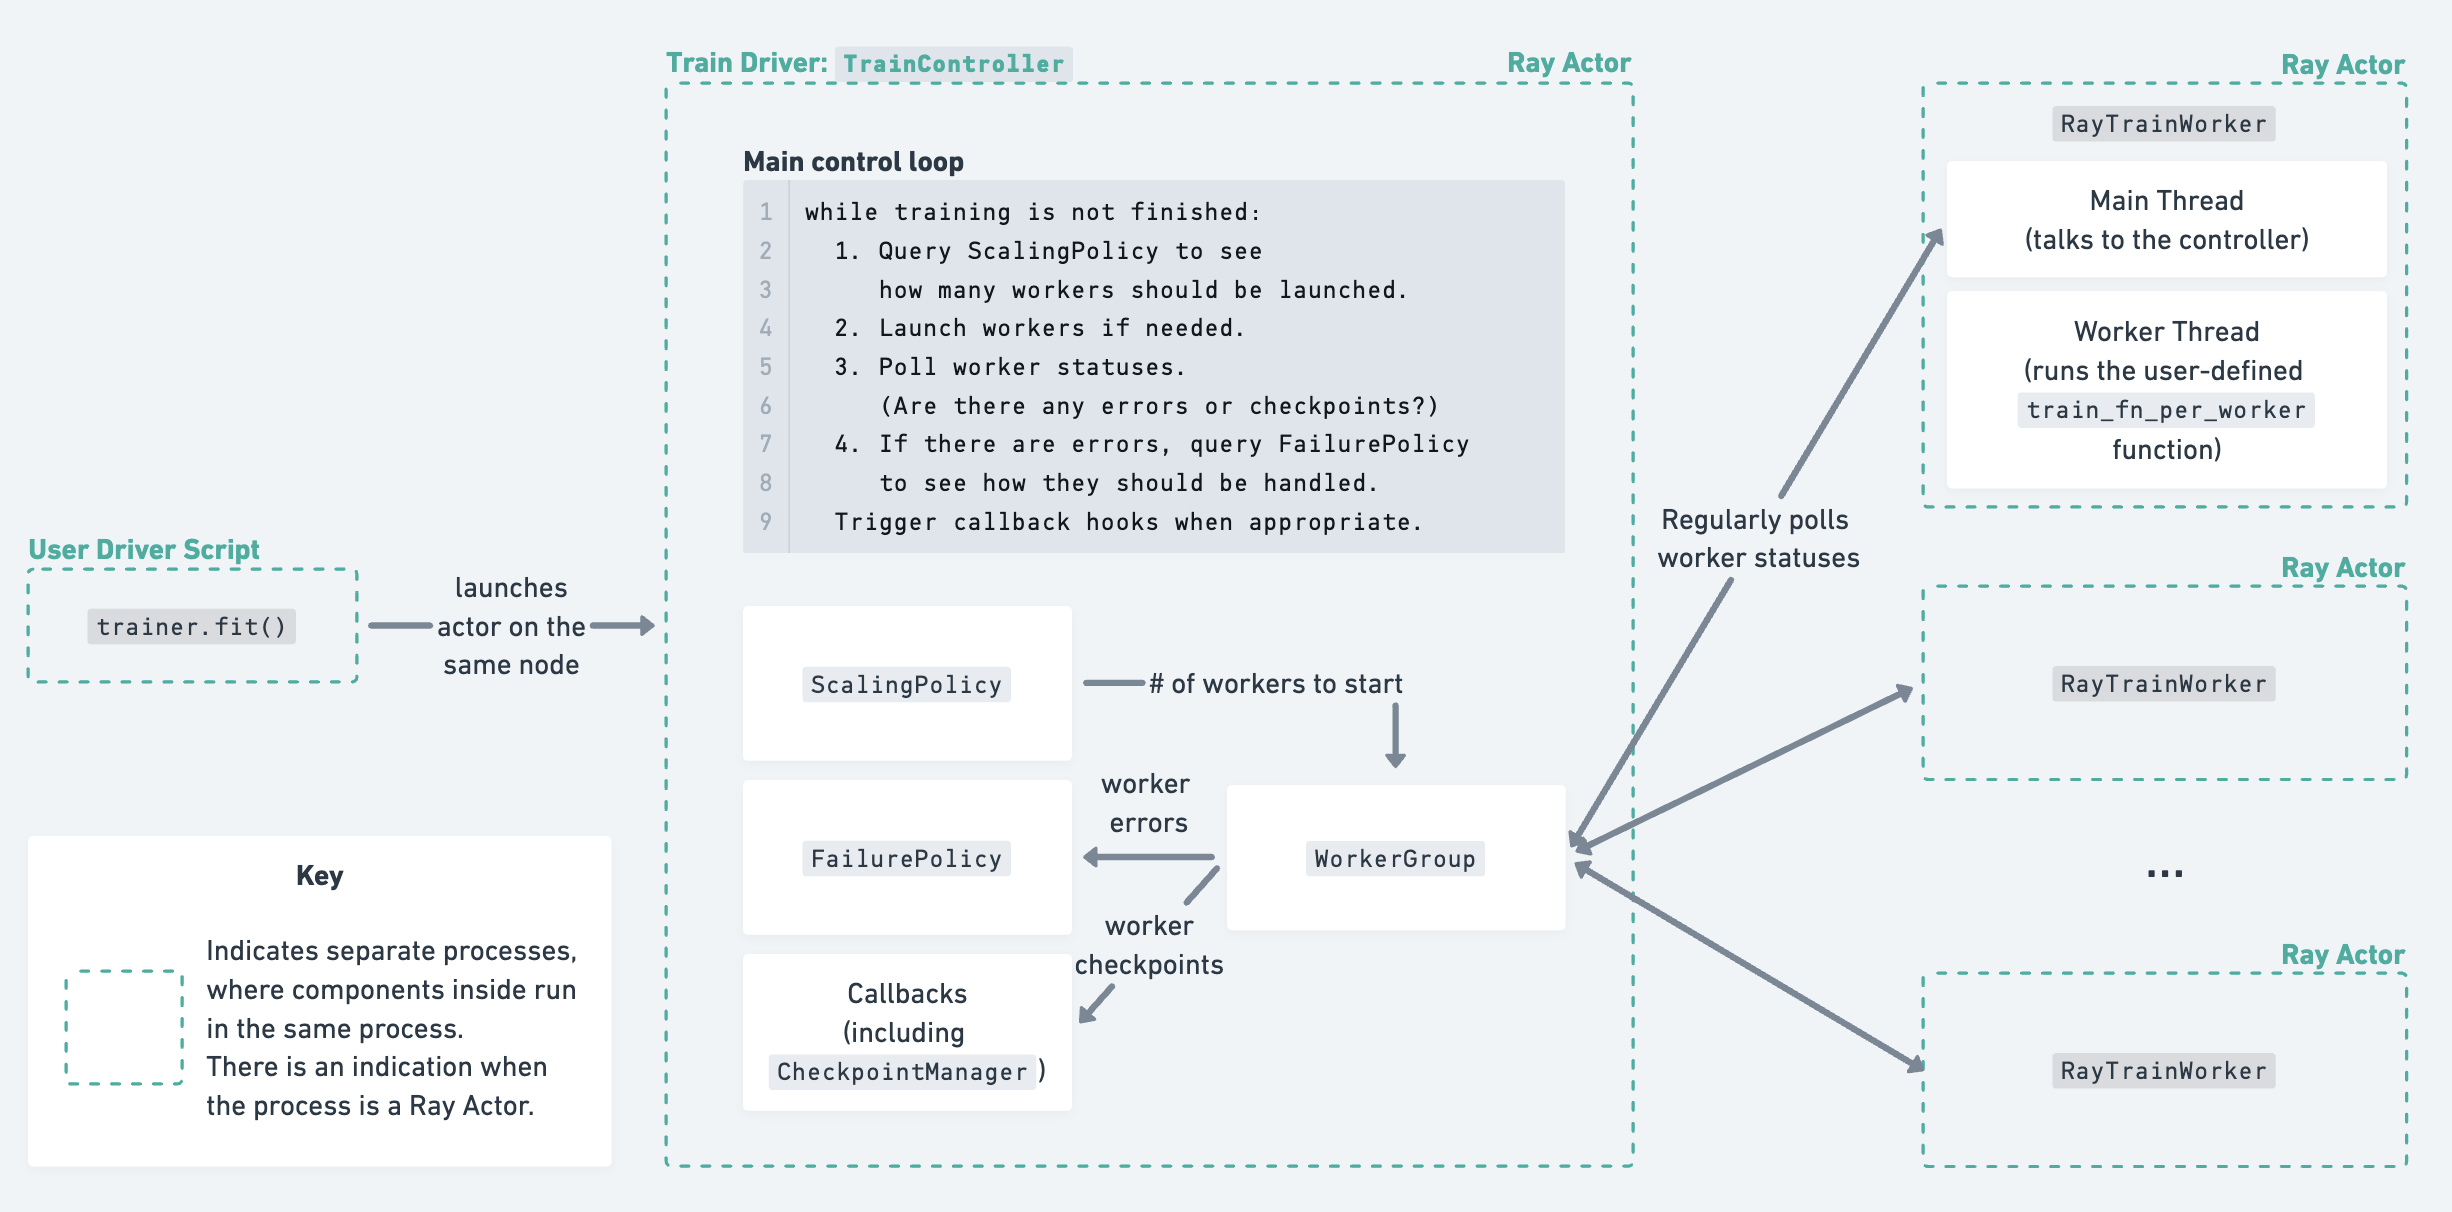 User Driver Script
trainer.fit()
launches
actor on the
same node
Key
Indicates separate processes,
where components inside run
in the same process.
There is an indication when
the process is a Ray Actor.
Train Driver: TrainController
Ray Actor
Main control loop
1 while training is not finished:
2 1. Query ScalingPolicy to see
3 how many workers should be launched.
4 2. Launch workers if needed.
5 3. Poll worker statuses.
6 (Are there any errors or checkpoints?)
7 4. If there are errors, query FailurePolicy
8 to see how they should be handled.
9 Trigger callback hooks when appropriate.
ScalingPolicy
# of workers to start
FailurePolicy
worker
errors
WorkerGroup
worker
checkpoints
Callbacks
(including
CheckpointManager)
Regularly polls
worker statuses
Ray Actor
RayTrainWorker
Main Thread
(talks to the controller)
Worker Thread
(runs the user-defined
train_fn_per_worker
function)
Ray Actor
RayTrainWorker
...
Ray Actor
RayTrainWorker